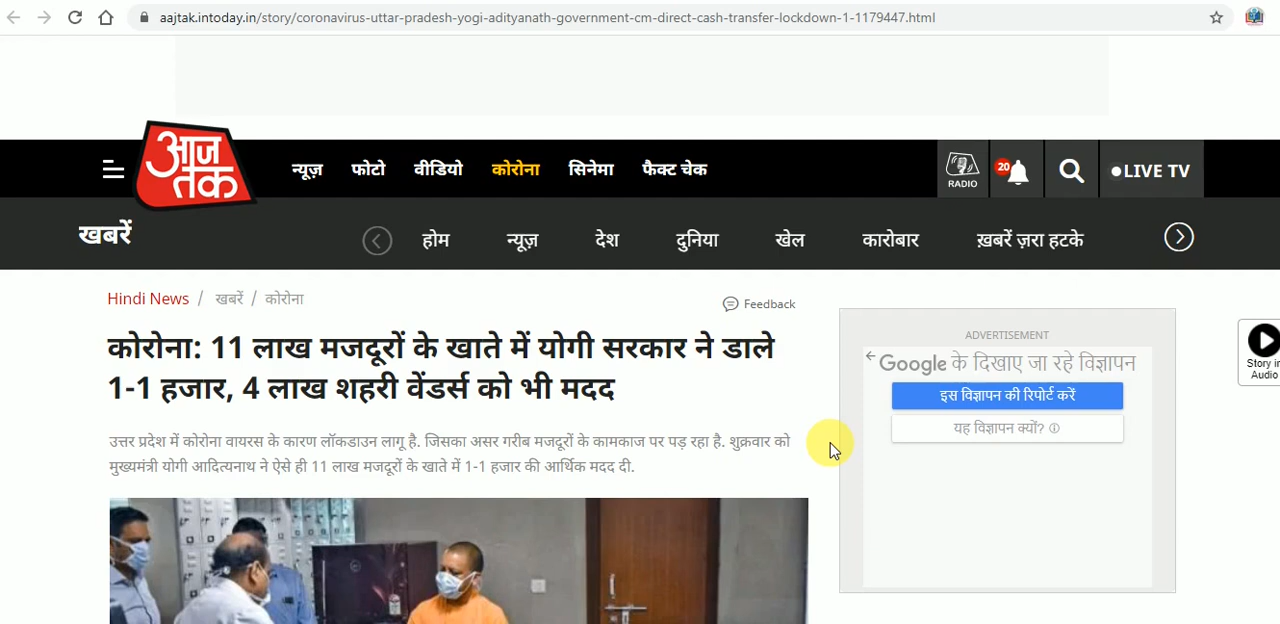 aajtak.intoday.in/story/coronavirus-uttar-pradesh-yogi-adityanath-government-cm-direct-cash-transfer-lockdown-1-1179447.html
आज तक
न्यूज़ फोटो वीडियो कोरोना सिनेमा फैक्ट चेक
RADIO
20
LIVE TV
खबरें
होम न्यूज़ देश दुनिया खेल कारोबार ख़बरें ज़रा हटके
Hindi News / खबरें / कोरोना
Feedback
कोरोना: 11 लाख मजदूरों के खाते में योगी सरकार ने डाले
1-1 हजार, 4 लाख शहरी वेंडर्स को भी मदद
उत्तर प्रदेश में कोरोना वायरस के कारण लॉकडाउन लागू है. जिसका असर गरीब मजदूरों के कामकाज पर पड़ रहा है. शुक्रवार को
मुख्यमंत्री योगी आदित्यनाथ ने ऐसे ही 11 लाख मजदूरों के खाते में 1-1 हजार की आर्थिक मदद दी.
ADVERTISEMENT
Google के दिखाए जा रहे विज्ञापन
इस विज्ञापन की रिपोर्ट करें
यह विज्ञापन क्यों?
Story in
Audio